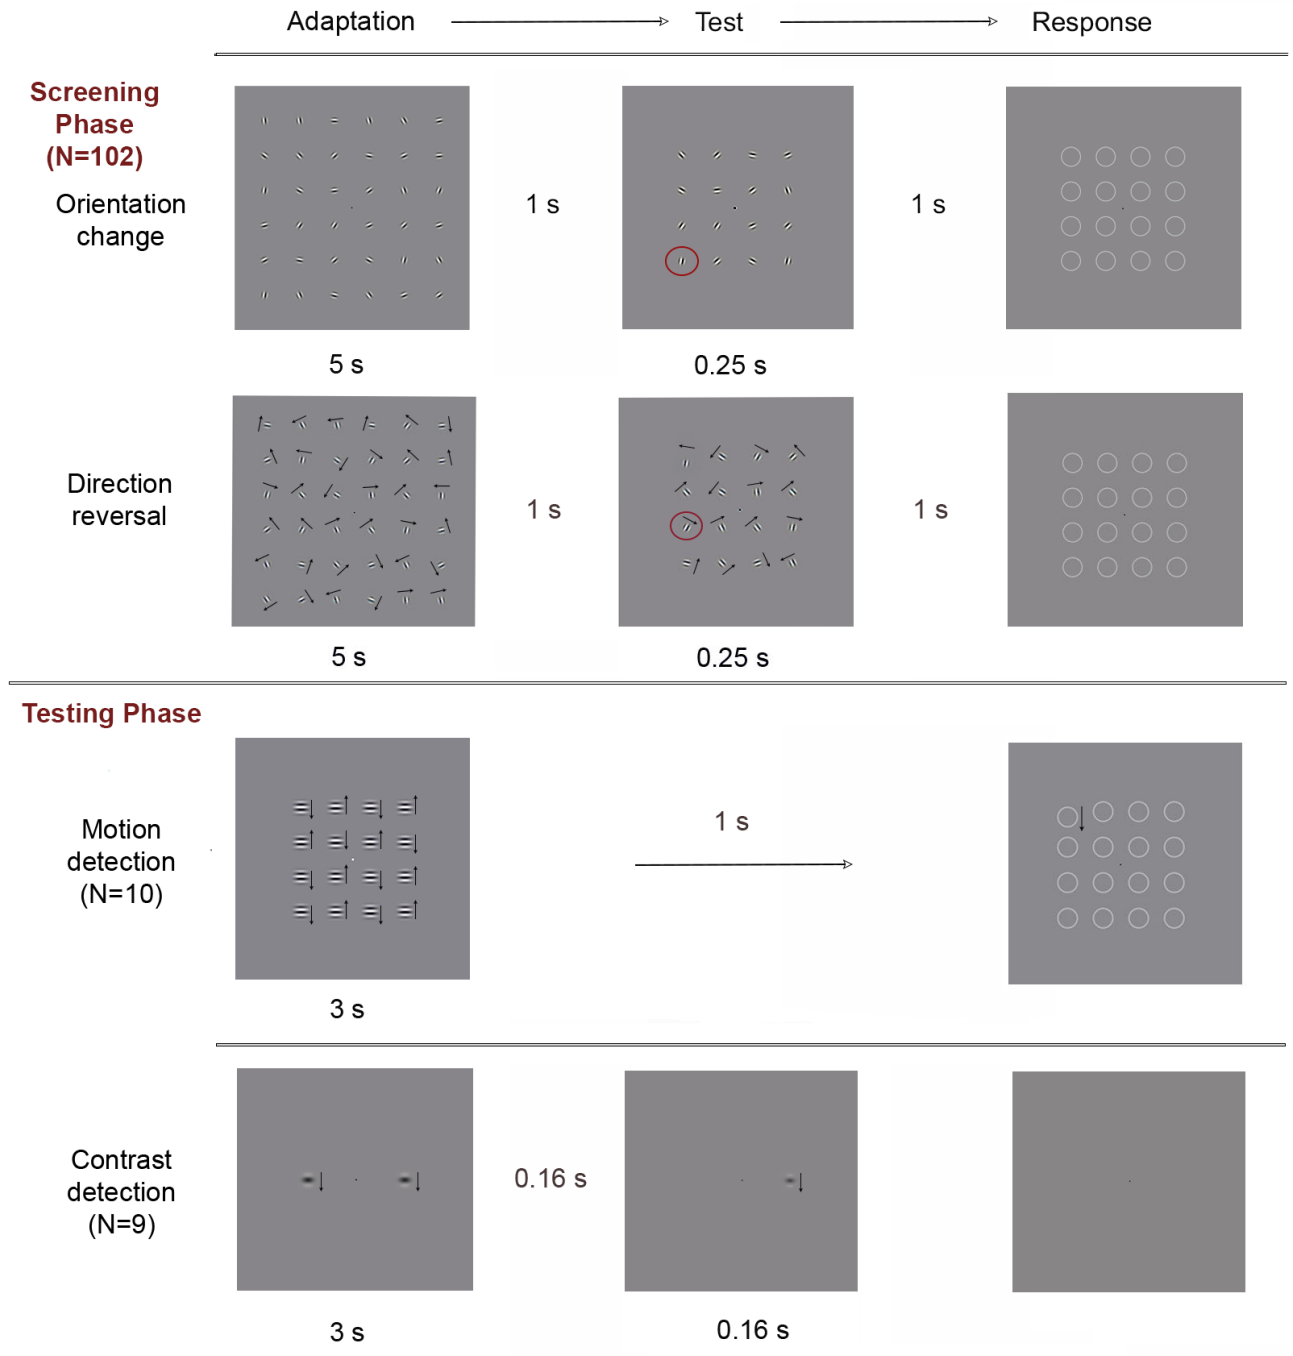 Adaptation Test Response
Screening
Phase
(N=102)
Orientation
change
1 s 1 s
5 s 0.25 s
Direction
reversal
1 s 1 s
5 s 0.25 s
Testing Phase
Motion
detection
(N=10)
1 s
3 s
Contrast
detection
(N=9)
0.16 s
3 s 0.16 s